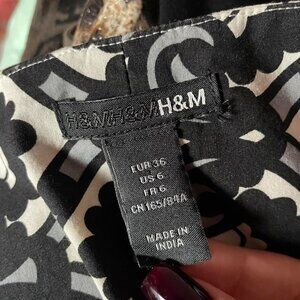 H&M H&M H&M
EUR 36
US 6
FR 6
CN 165/84A
MADE IN
INDIA